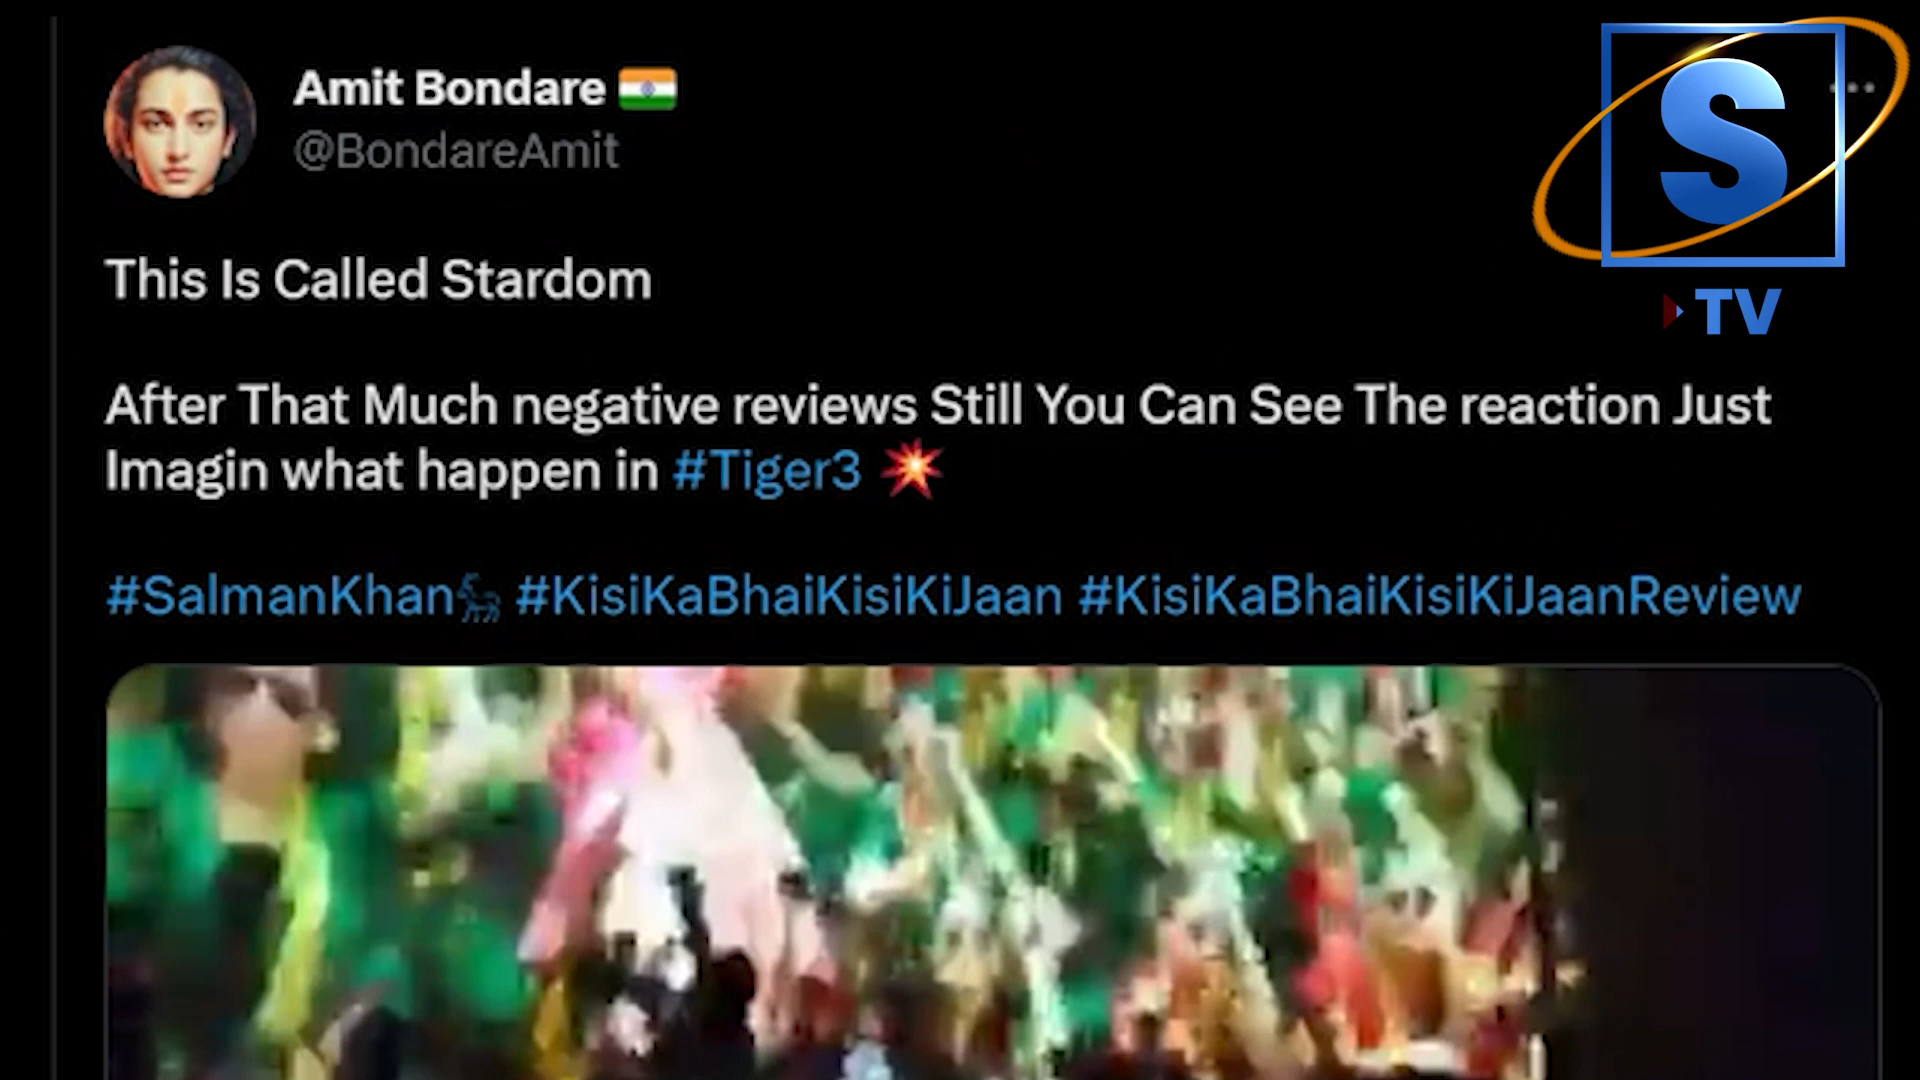 Amit Bondare
@BondareAmit
This Is Called Stardom
After That Much negative reviews Still You Can See The reaction Just
Imagin what happen in #Tiger3 💥
#SalmanKhan #KisiKaBhaiKisiKiJaan #KisiKaBhaiKisiKiJaanReview
S
TV